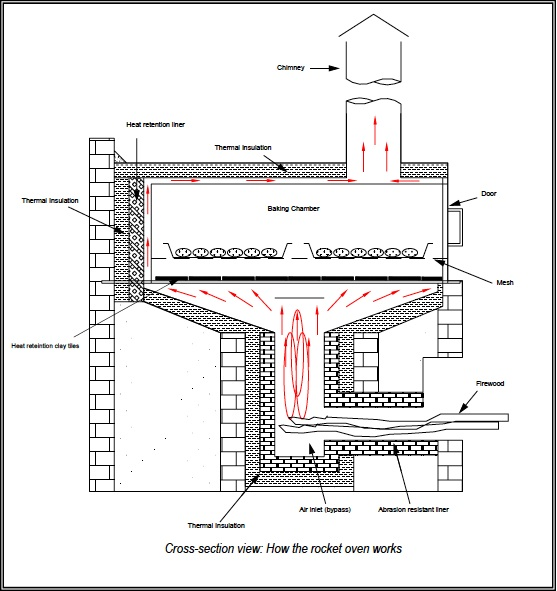 Chimney
Heat retention liner
Thermal Insulation
Thermal Insulation
Door
Baking Chamber
Mesh
Heat reteintion clay tiles
Firewood
Air inlet (bypass)
Abrasion resistant liner
Thermal Insulation
Cross-section view: How the rocket oven works